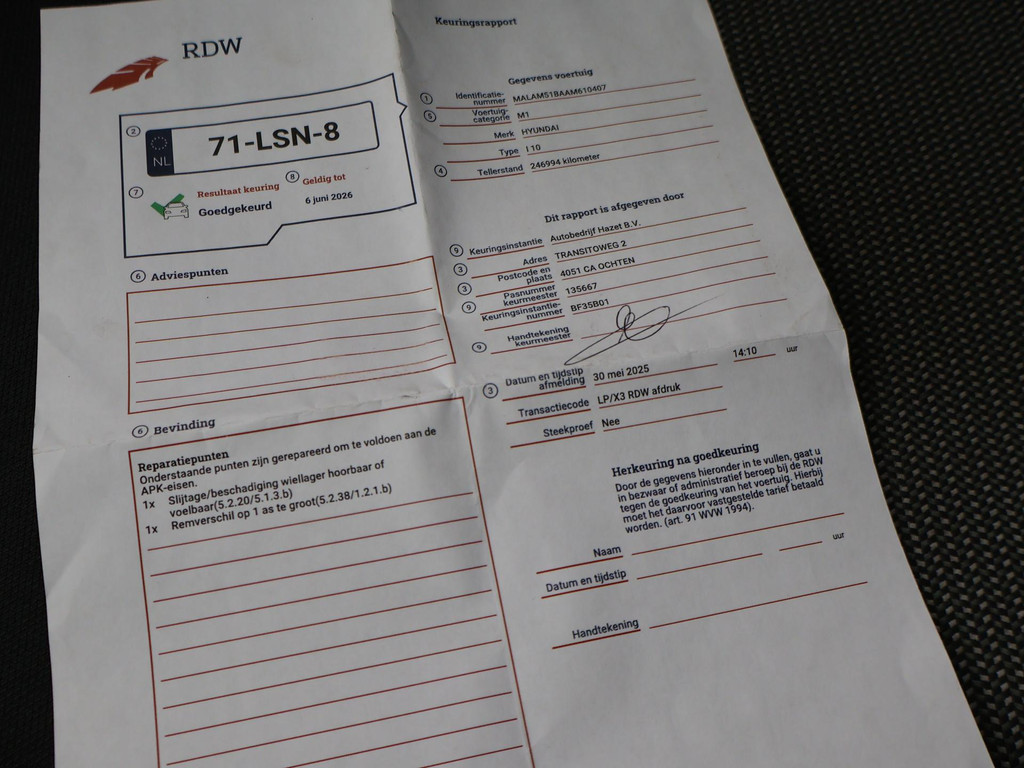 RDW
2
NL
71-LSN-8
7
Resultaat keuring
Goedgekeurd
8
Geldig tot
6 juni 2026
6 Adviespunten
6 Bevinding
Reparatiepunten
Onderstaande punten zijn gerepareerd om te voldoen aan de
APK-eisen.
1x Slijtage/beschadiging wiellager hoorbaar of
voelbaar(5.2.20/5.1.3.b)
1x Remverschil op 1 as te groot(5.2.38/1.2.1.b)
Keuringsrapport
Gegevens voertuig
1 Identificatie-
nummer MALAM51BAAM610407
5 Voertuig-
categorie M1
Merk HYUNDAI
Type I 10
4 Tellerstand 246994 kilometer
Dit rapport is afgegeven door
9 Keuringsinstantie Autobedrijf Hazet B.V.
3 Adres TRANSITOWEG 2
3 Postcode en
plaats 4051 CA OCHTEN
9 Pasnummer
keurmeester 135667
Keuringsinstantie-
nummer BF35B01
9 Handtekening
keurmeester
3 Datum en tijdstip
afmelding 30 mei 2025 14:10 uur
Transactiecode LP/X3 RDW afdruk
Steekproef Nee
Herkeuring na goedkeuring
Door de gegevens hieronder in te vullen, gaat u
in bezwaar of administratief beroep bij de RDW
tegen de goedkeuring van het voertuig. Hierbij
moet het daarvoor vastgestelde tarief betaald
worden. (art. 91 WVW 1994).
Naam
Datum en tijdstip uur
Handtekening